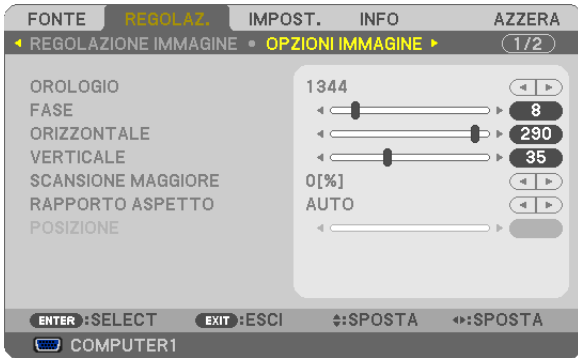 FONTE REGOLAZ. IMPOST. INFO AZZERA
REGOLAZIONE IMMAGINE • OPZIONI IMMAGINE 1/2
OROLOGIO 1344
FASE 8
ORIZZONTALE 290
VERTICALE 35
SCANSIONE MAGGIORE 0[%]
RAPPORTO ASPETTO AUTO
POSIZIONE
ENTER :SELECT EXIT :ESCI :SPOSTA :SPOSTA
COMPUTER1